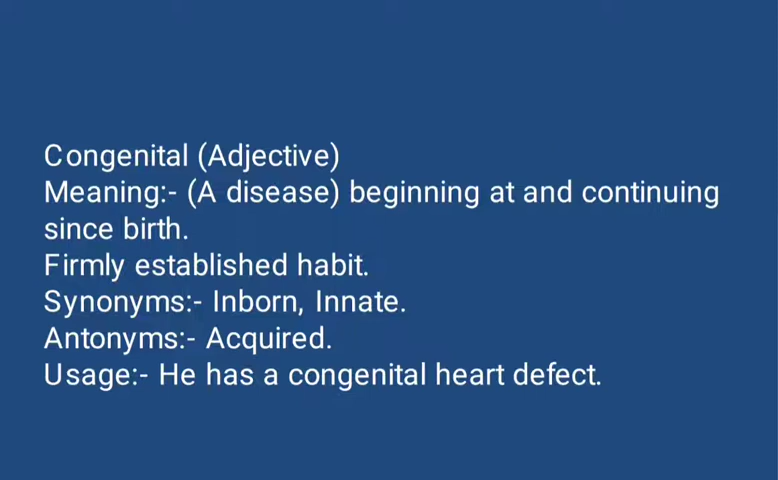 Congenital (Adjective)
Meaning:- (A disease) beginning at and continuing
since birth.
Firmly established habit.
Synonyms:- Inborn, Innate.
Antonyms:- Acquired.
Usage:- He has a congenital heart defect.